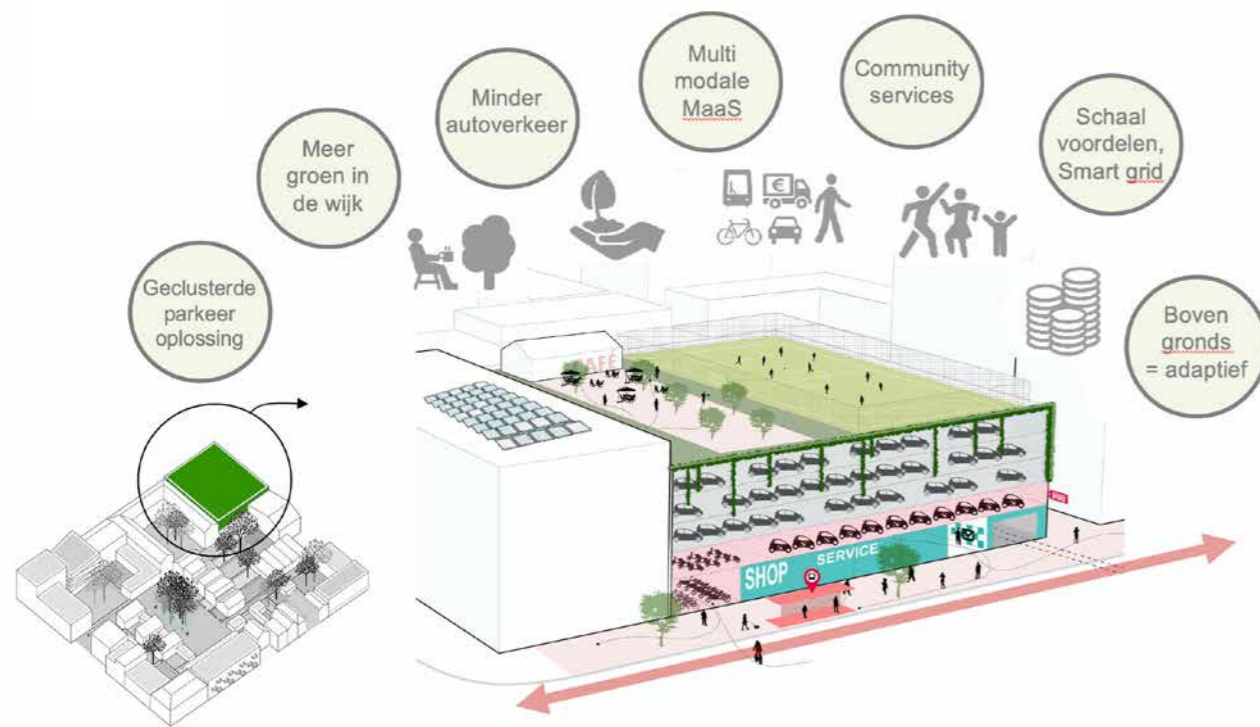 Geclusterde
parkeer
oplossing
Meer
groen in
de wijk
Minder
autoverkeer
Multi
modale
MaaS
Community
services
Schaal
voordelen,
Smart grid
Boven
gronds
= adaptief
€
CAFÉ
SHOP
SERVICE